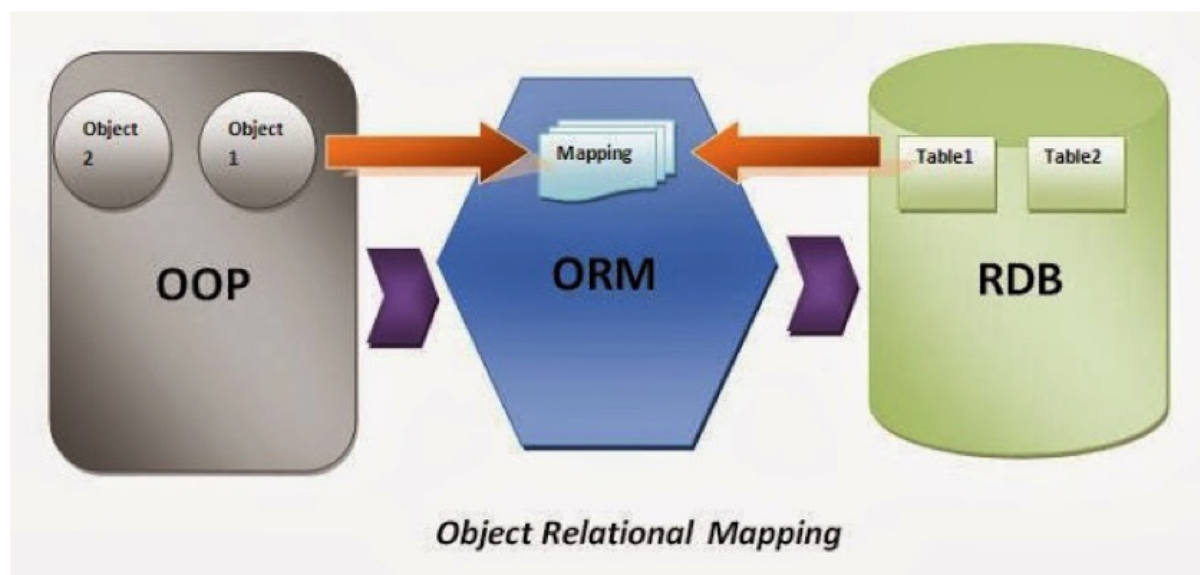 Object
2
Object
1
Mapping
Table1
Table2
OOP
ORM
RDB
Object Relational Mapping